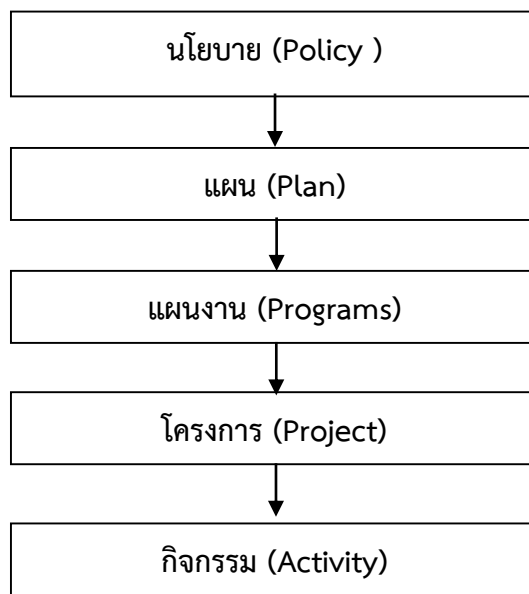 นโยบาย (Policy )
แผน (Plan)
แผนงาน (Programs)
โครงการ (Project)
กิจกรรม (Activity)